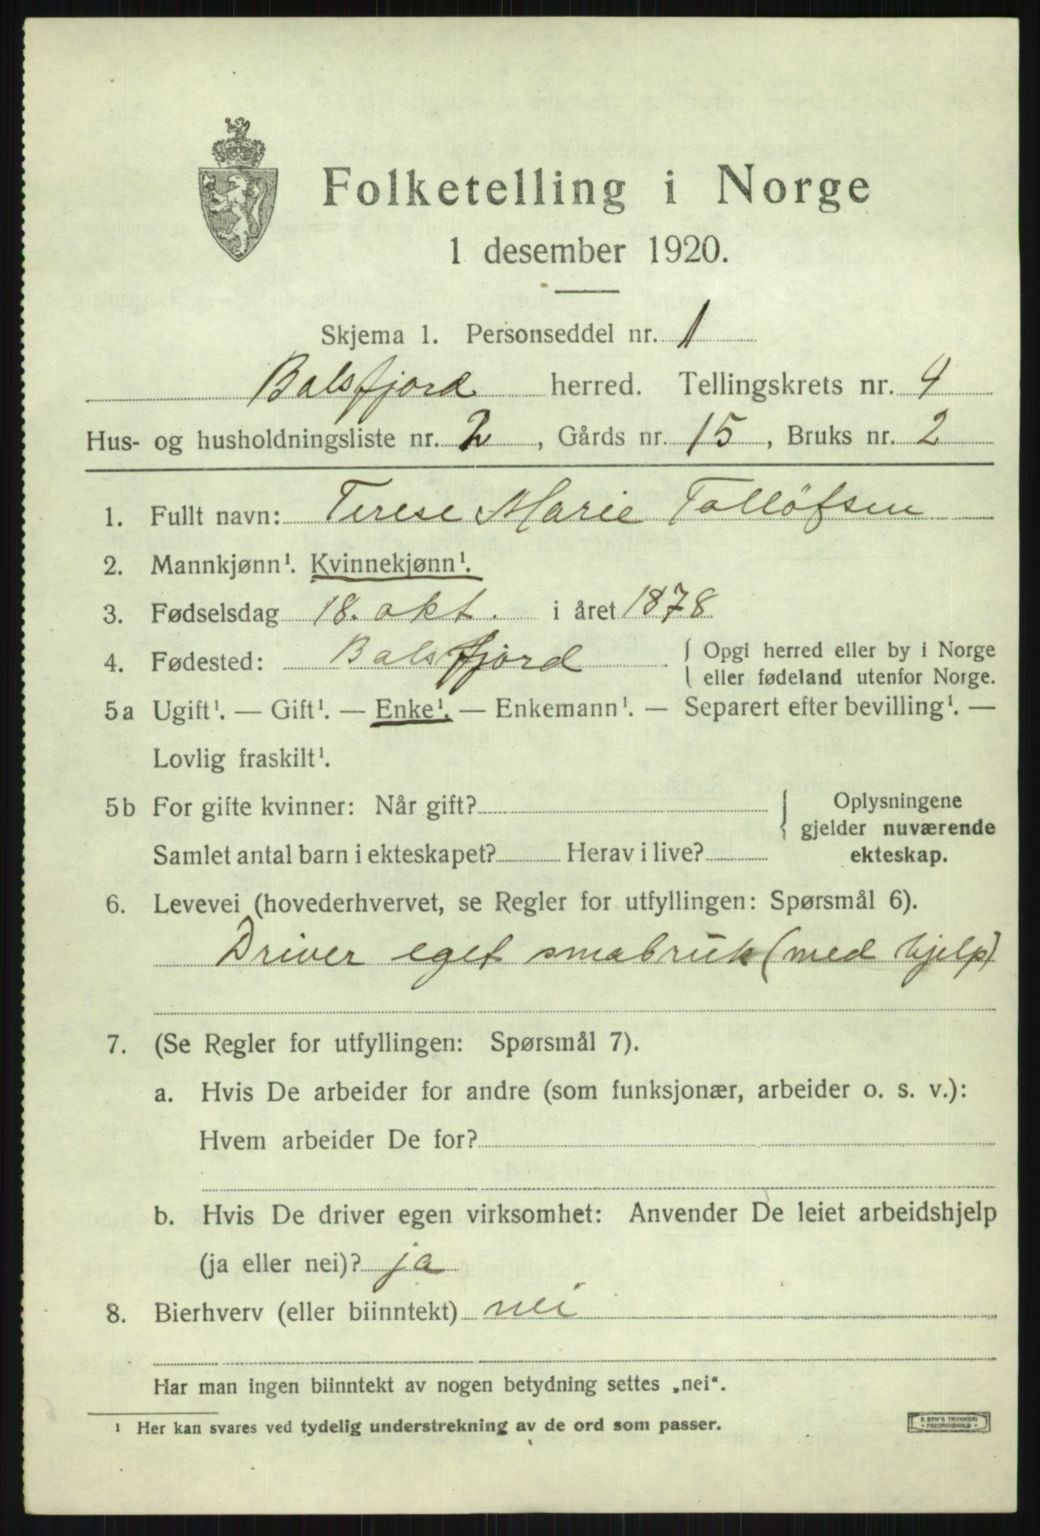 Folketelling i Norge
1 desember 1920.
Skjema 1. Personseddel nr. 1
Balsfjord herred. Tellingskrets nr. 4
Hus- og husholdningsliste nr. 2, Gårds nr. 15, Bruks nr. 2
1. Fullt navn: Terese Marie Tolløfsen
2. Mannkjønn¹. Kvinnekjønn¹.
3. Fødselsdag 18. okt. i året 1878
4. Fødested: Balsfjord { Opgi herred eller by i Norge
eller fødeland utenfor Norge.
5a Ugift¹. — Gift¹. — Enke¹. — Enkemann¹. — Separert efter bevilling¹. —
Lovlig fraskilt¹.
5b For gifte kvinner: Når gift? { Oplysningene
gjelder nuværende
Samlet antal barn i ekteskapet? Herav i live? ekteskap.
6. Levevei (hovederhvervet, se Regler for utfyllingen: Spørsmål 6).
Driver eget smabruk (med hjelp)
7. (Se Regler for utfyllingen: Spørsmål 7).
a. Hvis De arbeider for andre (som funksjonær, arbeider o. s. v.):
Hvem arbeider De for?
b. Hvis De driver egen virksomhet: Anvender De leiet arbeidshjelp
(ja eller nei)? ja
8. Bierhverv (eller biinntekt) nei
Har man ingen biinntekt av nogen betydning settes „nei“.
¹ Her kan svares ved tydelig understrekning av de ord som passer.
E. SEM'S TRYKKERI
FREDRIKSHALD